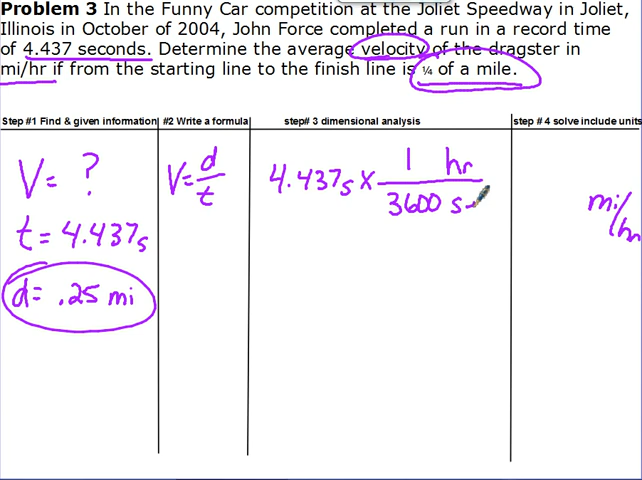 Problem 3 In the Funny Car competition at the Joliet Speedway in Joliet,
Illinois in October of 2004, John Force completed a run in a record time
of 4.437 seconds. Determine the average velocity of the dragster in
mi/hr if from the starting line to the finish line is ¼ of a mile.
Step #1 Find & given information
V= ?
t= 4.437s
d= .25 mi
#2 Write a formula
V= d/t
step# 3 dimensional analysis
4.437s x 1 hr
3600 s
step # 4 solve include units
mi/hr